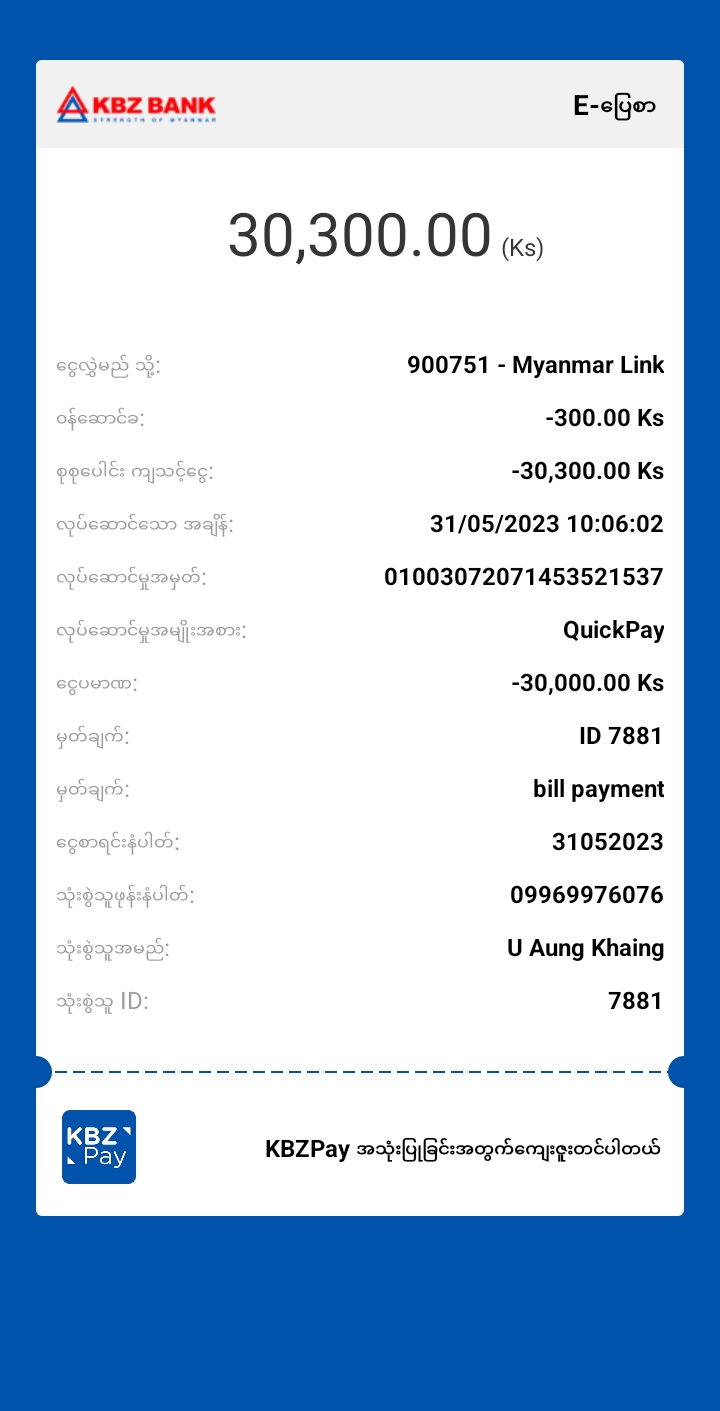 KBZ BANK
STRENGTH OF MYANMAR
E-ပြေစာ
30,300.00 (Ks)
ငွေလွှဲမည် သို့: 900751 - Myanmar Link
ဝန်ဆောင်ခ: -300.00 Ks
စုစုပေါင်း ကျသင့်ငွေ: -30,300.00 Ks
လုပ်ဆောင်သော အချိန်: 31/05/2023 10:06:02
လုပ်ဆောင်မှုအမှတ်: 01003072071453521537
လုပ်ဆောင်မှုအမျိုးအစား: QuickPay
ငွေပမာဏ: -30,000.00 Ks
မှတ်ချက်: ID 7881
မှတ်ချက်: bill payment
ငွေစာရင်းနံပါတ်: 31052023
သုံးစွဲသူဖုန်းနံပါတ်: 09969976076
သုံးစွဲသူအမည်: U Aung Khaing
သုံးစွဲသူ ID: 7881
KBZ
Pay
KBZPay အသုံးပြုခြင်းအတွက်ကျေးဇူးတင်ပါတယ်